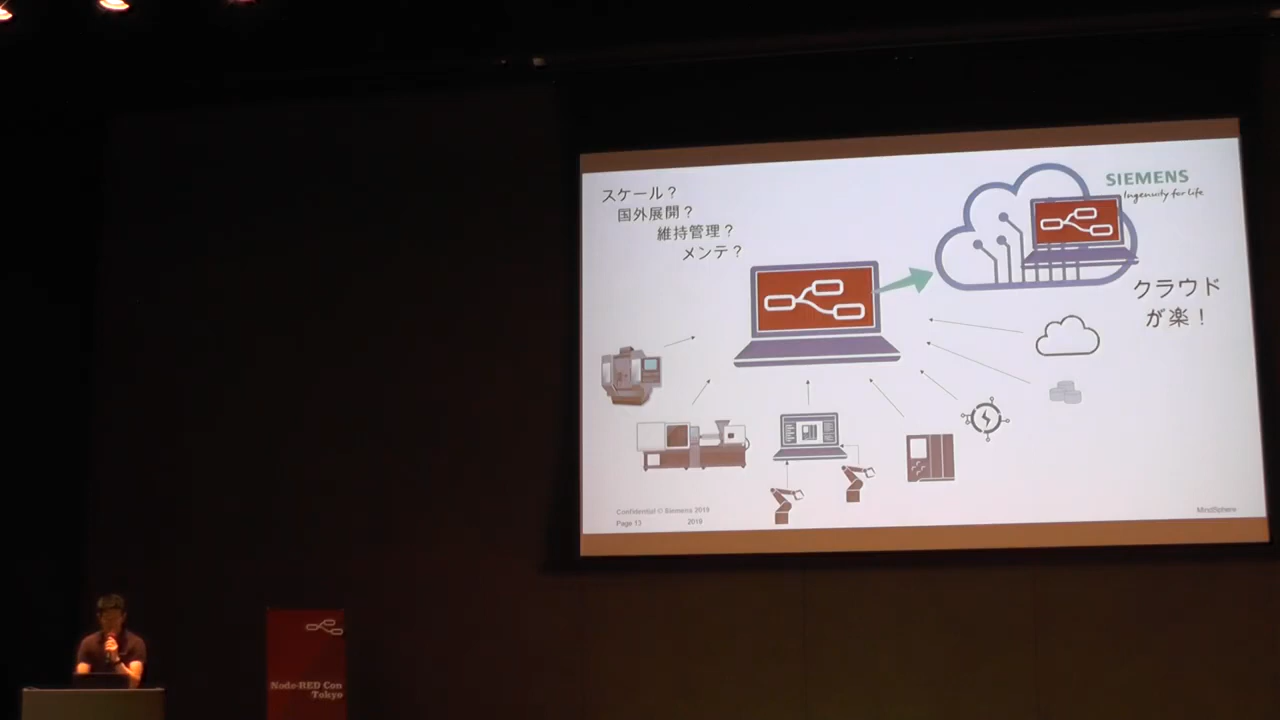 スケール？
国外展開？
維持管理？
メンテ？
SIEMENS
Ingenuity for life
クラウド
が楽！
Confidential © Siemens 2019
Page 13 2019
MindSphere
Node-RED Con
Tokyo